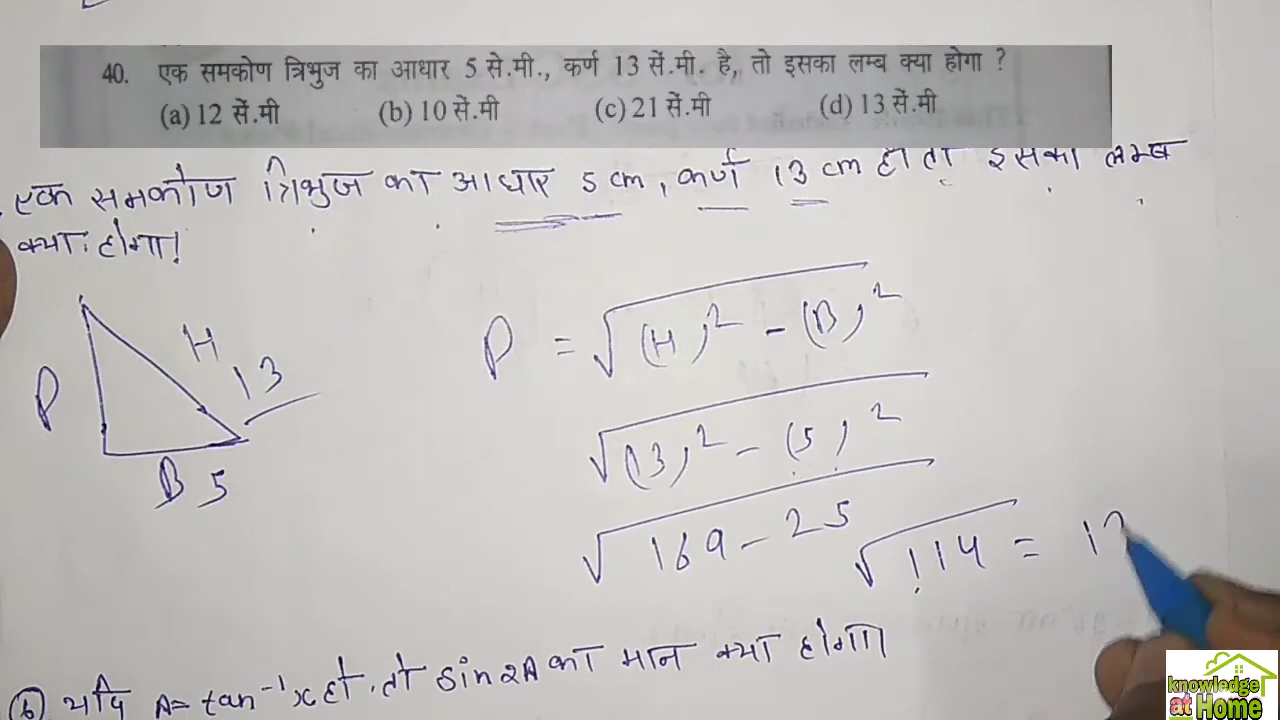 40. एक समकोण त्रिभुज का आधार 5 से.मी., कर्ण 13 सें.मी. है, तो इसका लम्ब क्या होगा ?
(a) 12 सें.मी (b) 10 सें.मी (c) 21 सें.मी (d) 13 सें.मी
एक समकोण त्रिभुज का आधार 5 cm, कर्ण 13 cm हो तो इसका लम्ब
क्या होगा।
P = √(H)² - (B)²
H
13
P
√(13)² - (5)²
B 5
√169 - 25 √114 = 12
(6) यदि A = tan⁻¹x हो, तो sin2A का मान क्या होगा।
knowledge
at Home